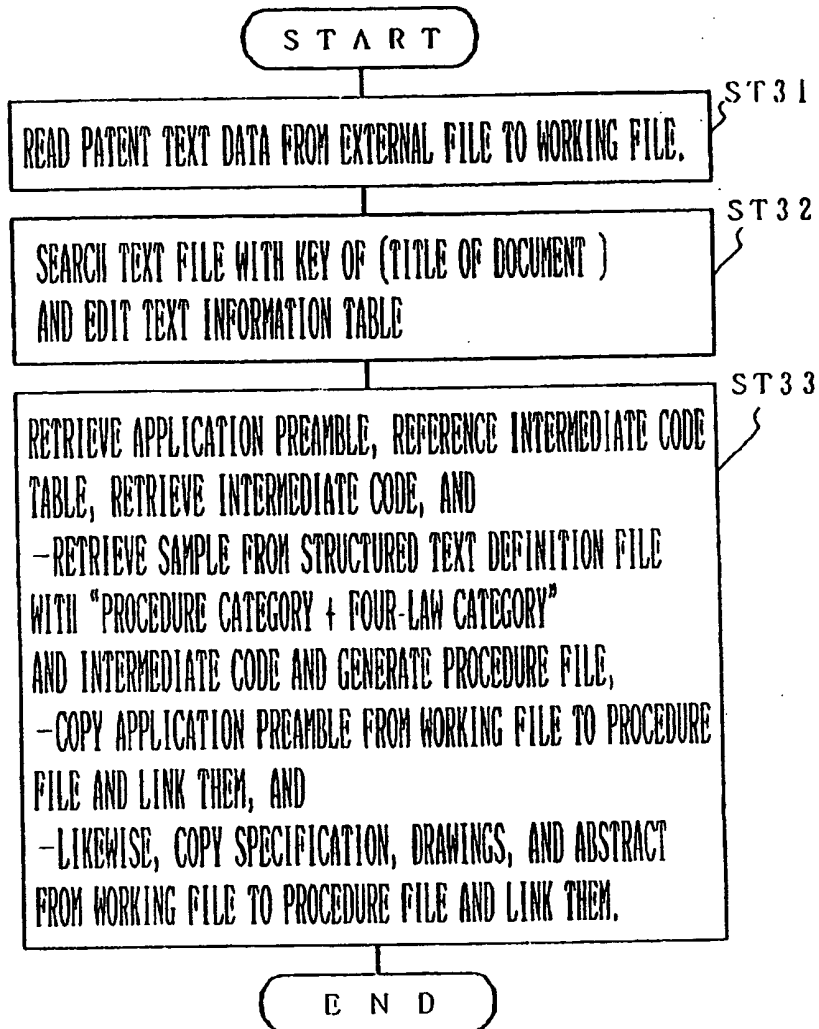 START
ST31
READ PATENT TEXT DATA FROM EXTERNAL FILE TO WORKING FILE.
ST32
SEARCH TEXT FILE WITH KEY OF (TITLE OF DOCUMENT )
AND EDIT TEXT INFORMATION TABLE
ST33
RETRIEVE APPLICATION PREAMBLE, REFERENCE INTERMEDIATE CODE
TABLE, RETRIEVE INTERMEDIATE CODE, AND
-RETRIEVE SAMPLE FROM STRUCTURED TEXT DEFINITION FILE
WITH "PROCEDURE CATEGORY + FOUR-LAW CATEGORY"
AND INTERMEDIATE CODE AND GENERATE PROCEDURE FILE,
-COPY APPLICATION PREAMBLE FROM WORKING FILE TO PROCEDURE
FILE AND LINK THEM, AND
-LIKEWISE, COPY SPECIFICATION, DRAWINGS, AND ABSTRACT
FROM WORKING FILE TO PROCEDURE FILE AND LINK THEM.
END